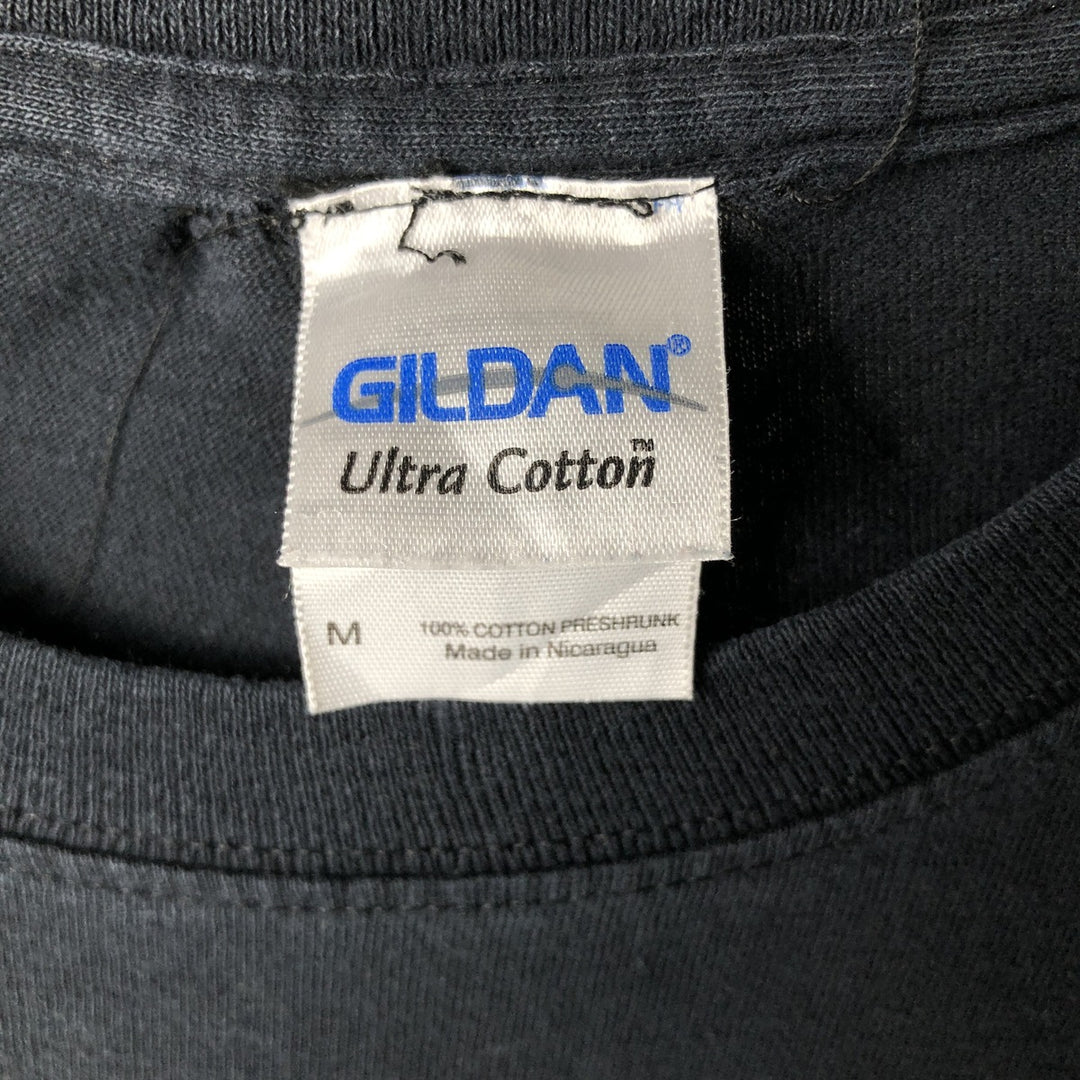 GILDAN®
Ultra Cotton™
M
100% COTTON PRESHRUNK
Made in Nicaragua